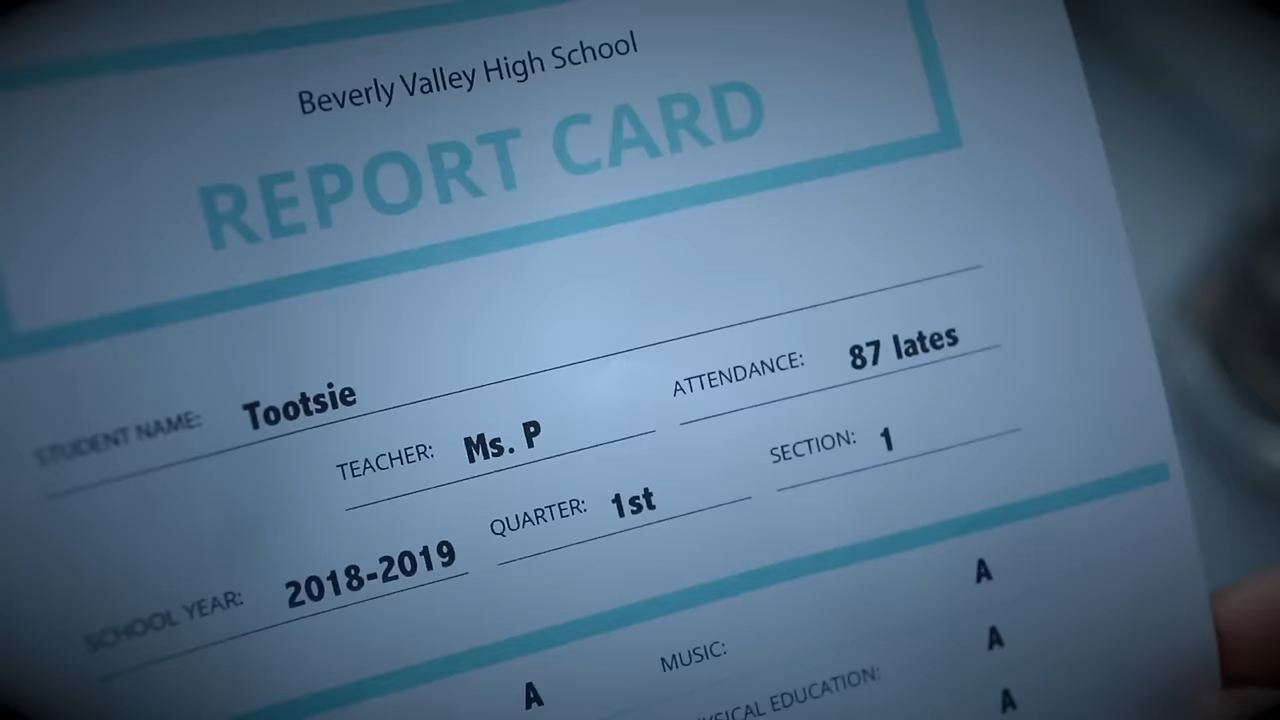 Beverly Valley High School
REPORT CARD
STUDENT NAME: Tootsie
TEACHER: Ms. P
ATTENDANCE: 87 lates
SCHOOL YEAR: 2018-2019
QUARTER: 1st
SECTION: 1
A
MUSIC: A
A
EDUCATION: A